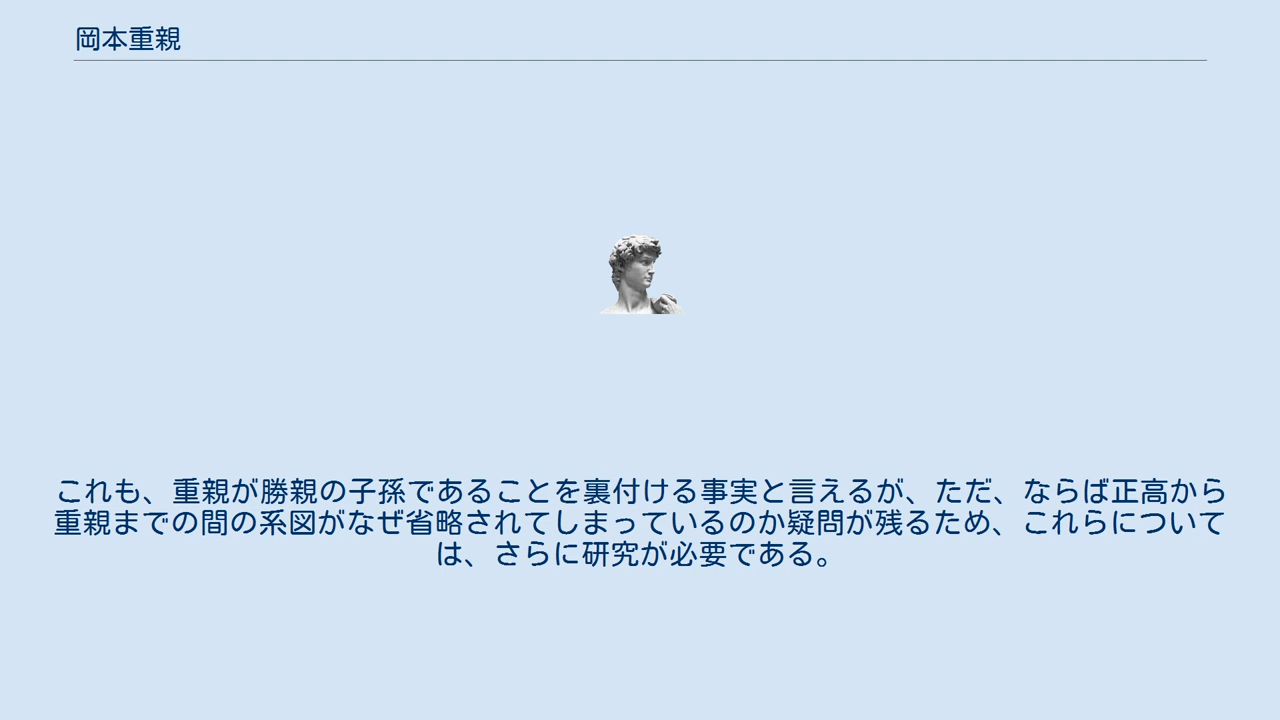 岡本重親
これも、重親が勝親の子孫であることを裏付ける事実と言えるが、ただ、ならば正高から
重親までの間の系図がなぜ省略されてしまっているのか疑問が残るため、これらについて
は、さらに研究が必要である。